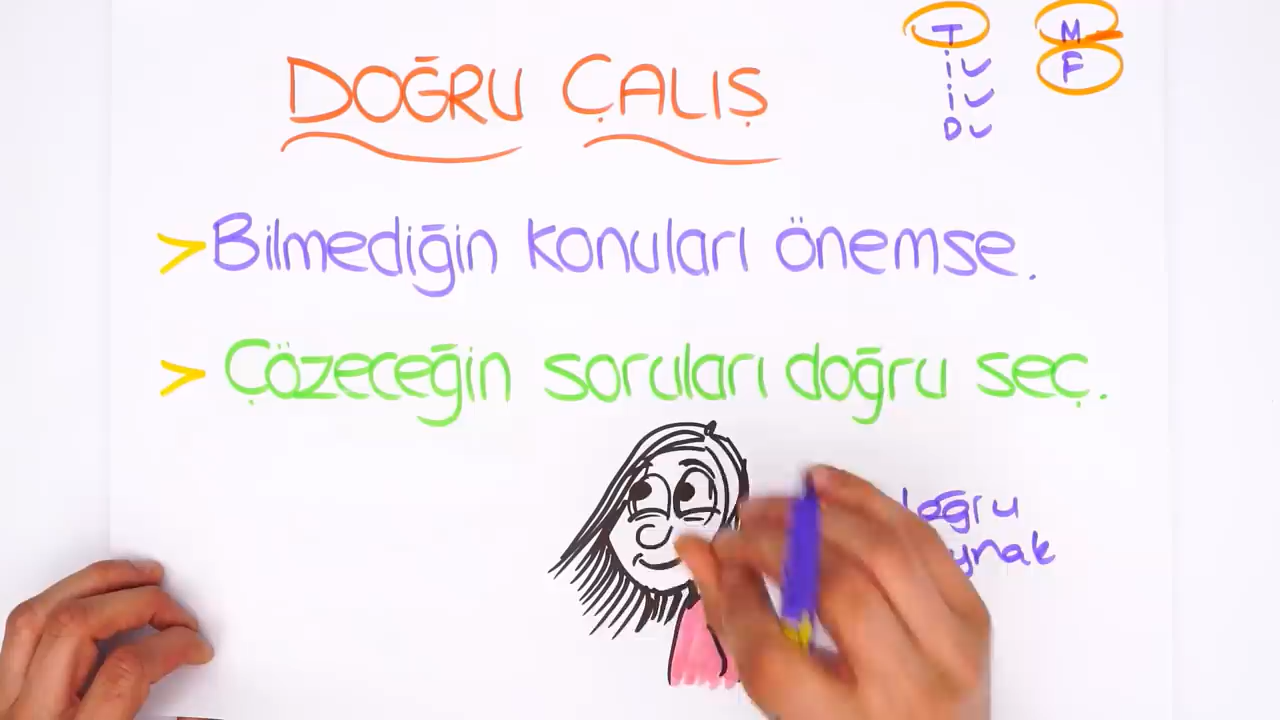 DOĞRU ÇALIŞ
T M
İ F
İ
D
> Bilmediğin konuları önemse.
> Çözeceğin soruları doğru seç.